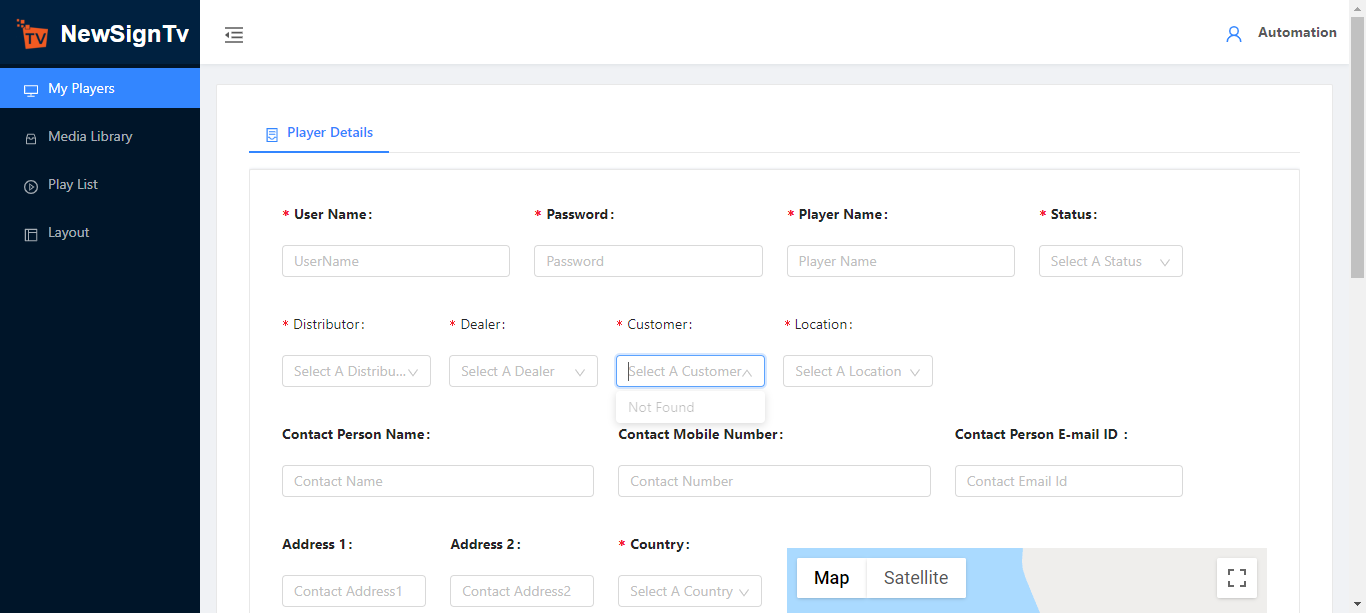 TV NewSignTv
Automation
My Players
Media Library
Play List
Layout
Player Details
* User Name: * Password: * Player Name: * Status:
UserName Password Player Name Select A Status
* Distributor: * Dealer: * Customer: * Location:
Select A Distribu... Select A Dealer Select A Customer Select A Location
Not Found
Contact Person Name: Contact Mobile Number: Contact Person E-mail ID :
Contact Name Contact Number Contact Email Id
Address 1: Address 2: * Country:
Contact Address1 Contact Address2 Select A Country
Map Satellite